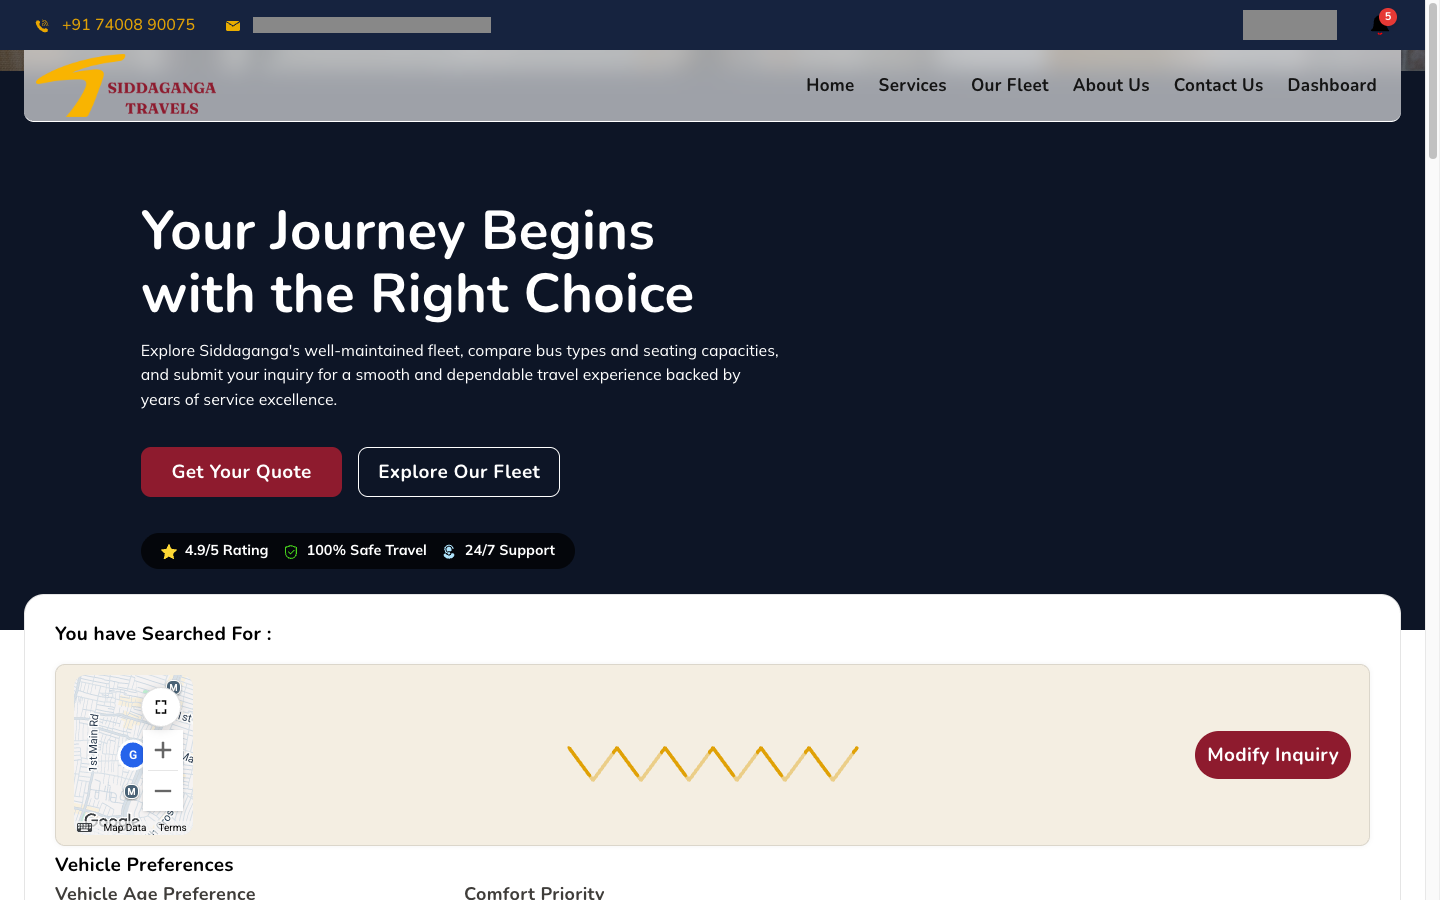 +91 74008 90075
5
SIDDAGANGA
TRAVELS
Home Services Our Fleet About Us Contact Us Dashboard
Your Journey Begins
with the Right Choice
Explore Siddaganga's well-maintained fleet, compare bus types and seating capacities,
and submit your inquiry for a smooth and dependable travel experience backed by
years of service excellence.
Get Your Quote Explore Our Fleet
4.9/5 Rating 100% Safe Travel 24/7 Support
You have Searched For :
M
1st
1st Main Rd
G
Ma
M
Google
Map Data Terms
Modify Inquiry
Vehicle Preferences
Vehicle Age Preference Comfort Priority